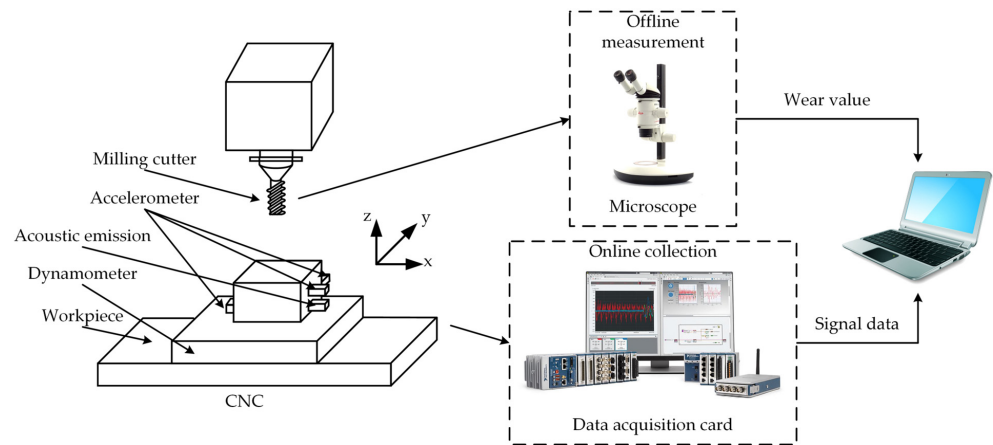 Offline
measurement
Microscope
Wear value
Milling cutter
Accelerometer
Acoustic emission
Dynamometer
Workpiece
z
y
x
CNC
Online collection
Data acquisition card
Signal data